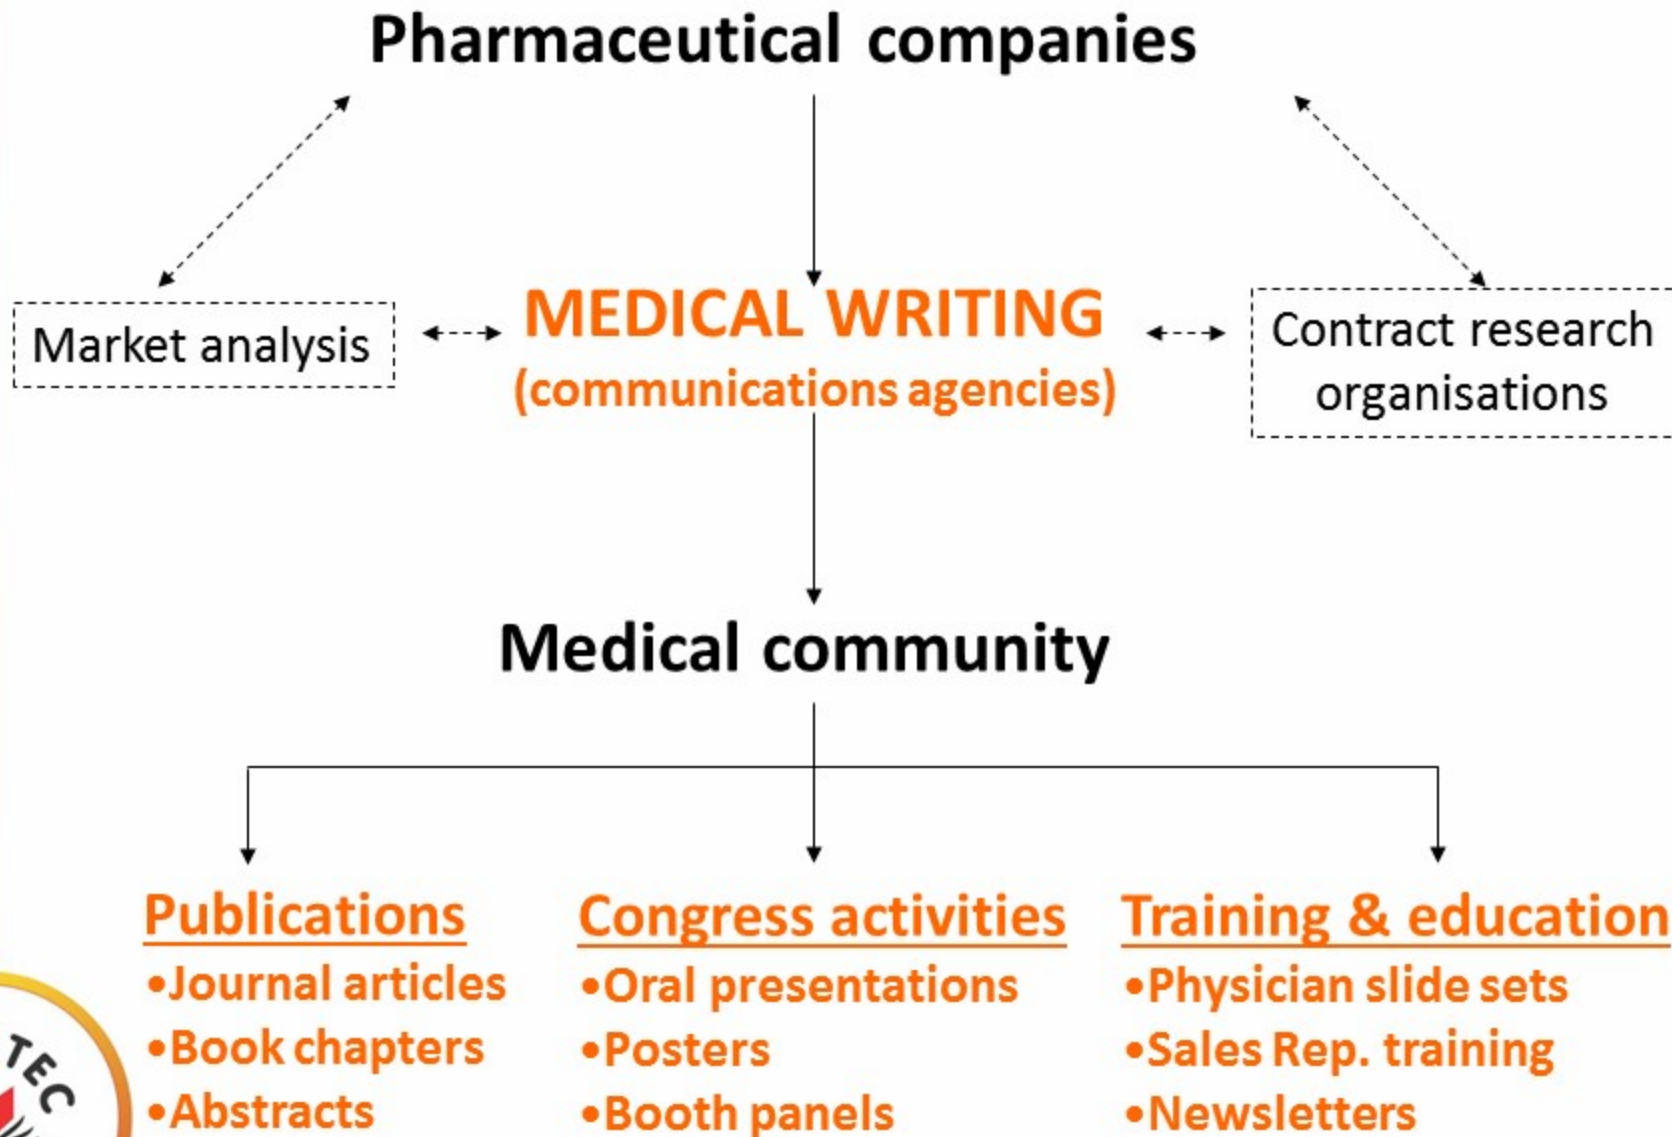 Pharmaceutical companies
Market analysis
MEDICAL WRITING
(communications agencies)
Contract research
organisations
Medical community
Publications
•Journal articles
•Book chapters
•Abstracts
Congress activities
•Oral presentations
•Posters
•Booth panels
Training & education
•Physician slide sets
•Sales Rep. training
•Newsletters
TEC